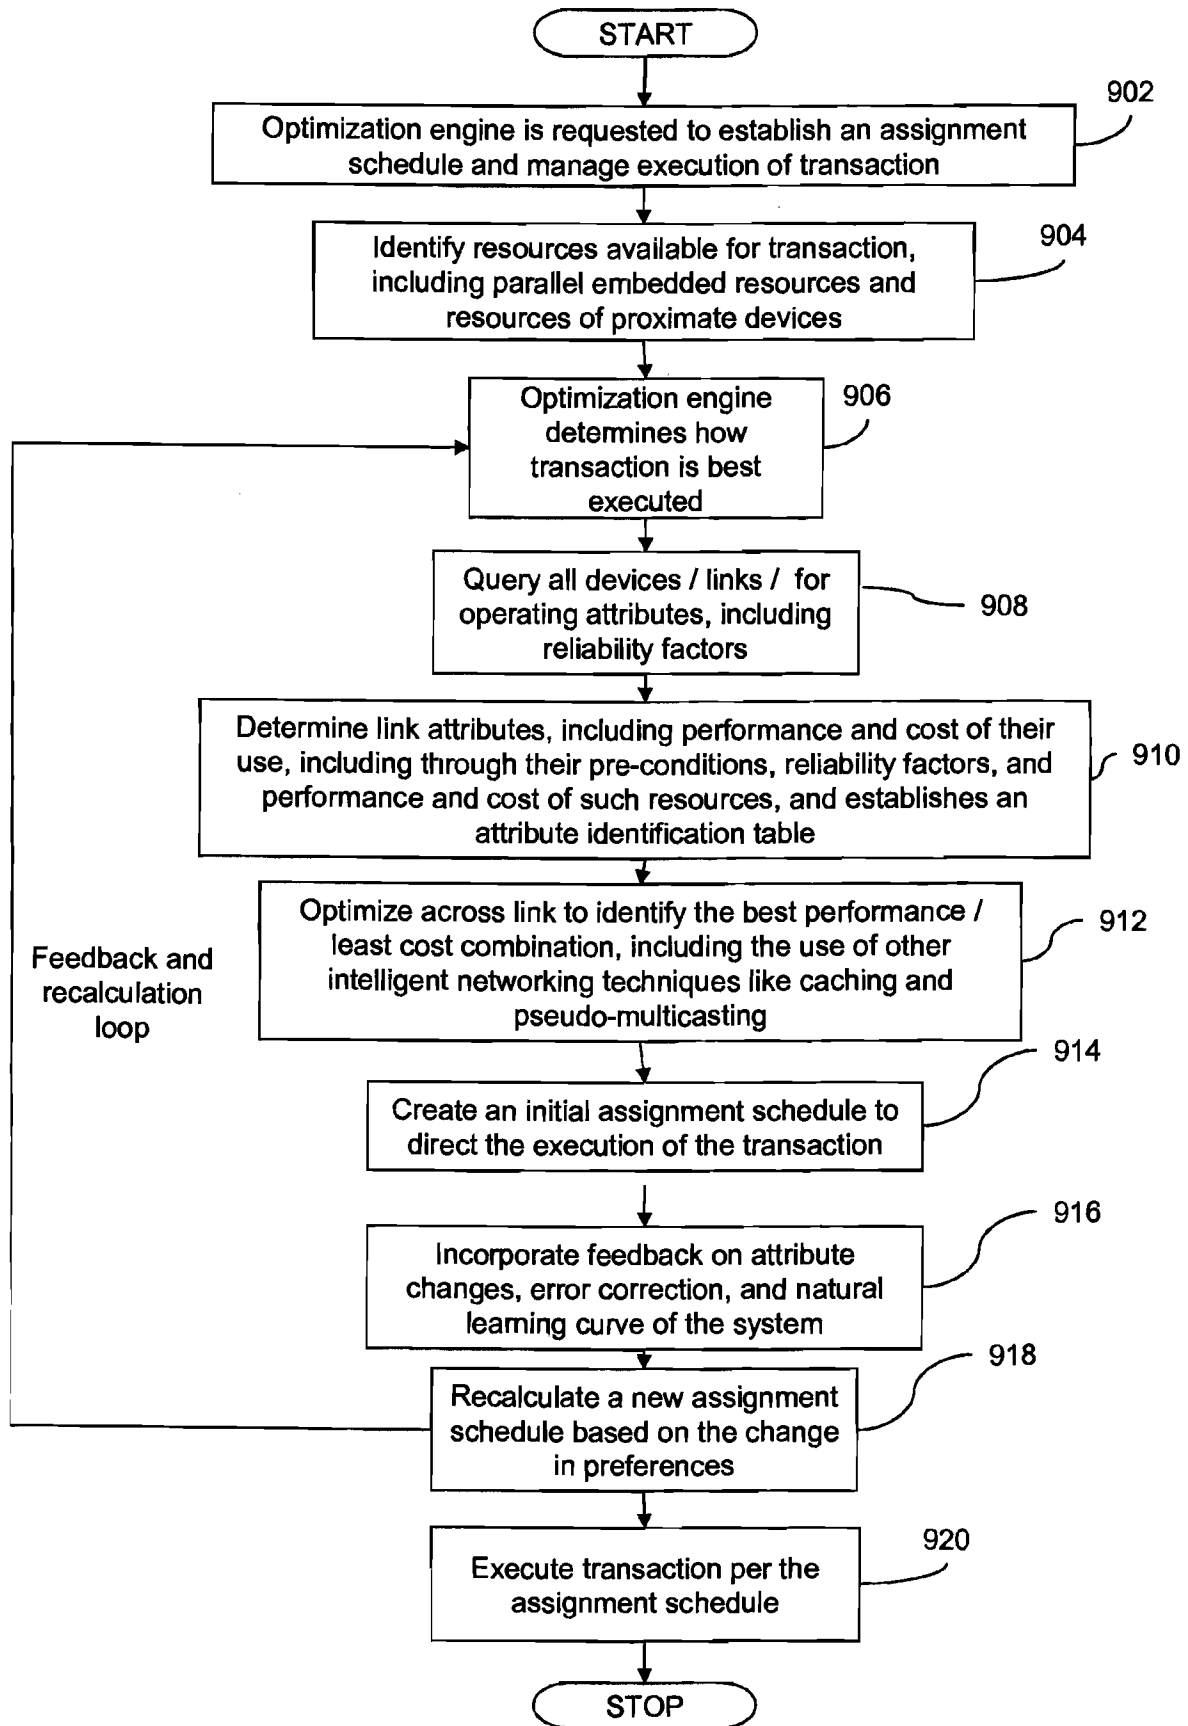 START
902
Optimization engine is requested to establish an assignment
schedule and manage execution of transaction
904
Identify resources available for transaction,
including parallel embedded resources and
resources of proximate devices
906
Optimization engine
determines how
transaction is best
executed
Query all devices / links / for
operating attributes, including
reliability factors
908
Determine link attributes, including performance and cost of their
use, including through their pre-conditions, reliability factors, and
performance and cost of such resources, and establishes an
attribute identification table
910
Optimize across link to identify the best performance /
least cost combination, including the use of other
intelligent networking techniques like caching and
pseudo-multicasting
912
Feedback and
recalculation
loop
914
Create an initial assignment schedule to
direct the execution of the transaction
916
Incorporate feedback on attribute
changes, error correction, and natural
learning curve of the system
918
Recalculate a new assignment
schedule based on the change
in preferences
920
Execute transaction per the
assignment schedule
STOP